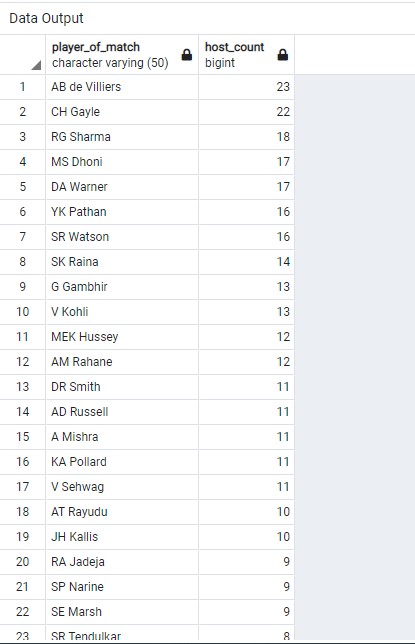 Data Output
player_of_match host_count
character varying (50) bigint
1 AB de Villiers 23
2 CH Gayle 22
3 RG Sharma 18
4 MS Dhoni 17
5 DA Warner 17
6 YK Pathan 16
7 SR Watson 16
8 SK Raina 14
9 G Gambhir 13
10 V Kohli 13
11 MEK Hussey 12
12 AM Rahane 12
13 DR Smith 11
14 AD Russell 11
15 A Mishra 11
16 KA Pollard 11
17 V Sehwag 11
18 AT Rayudu 10
19 JH Kallis 10
20 RA Jadeja 9
21 SP Narine 9
22 SE Marsh 9
23 SR Tendulkar 8